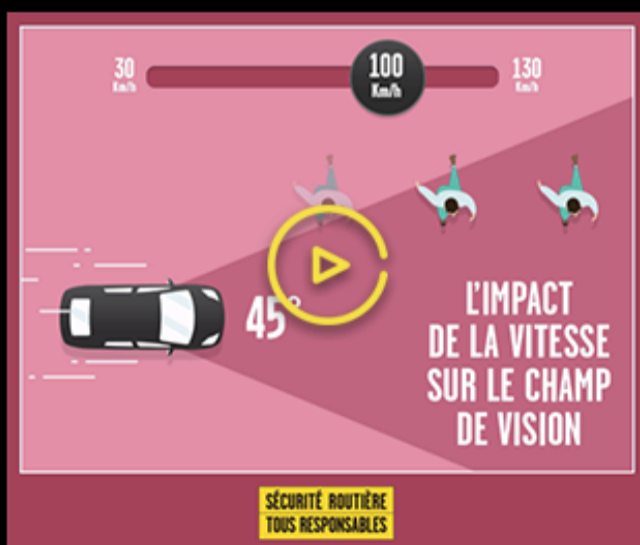 30
Km/h
100
Km/h
130
Km/h
45°
L'IMPACT
DE LA VITESSE
SUR LE CHAMP
DE VISION
SÉCURITÉ ROUTIÈRE
TOUS RESPONSABLES